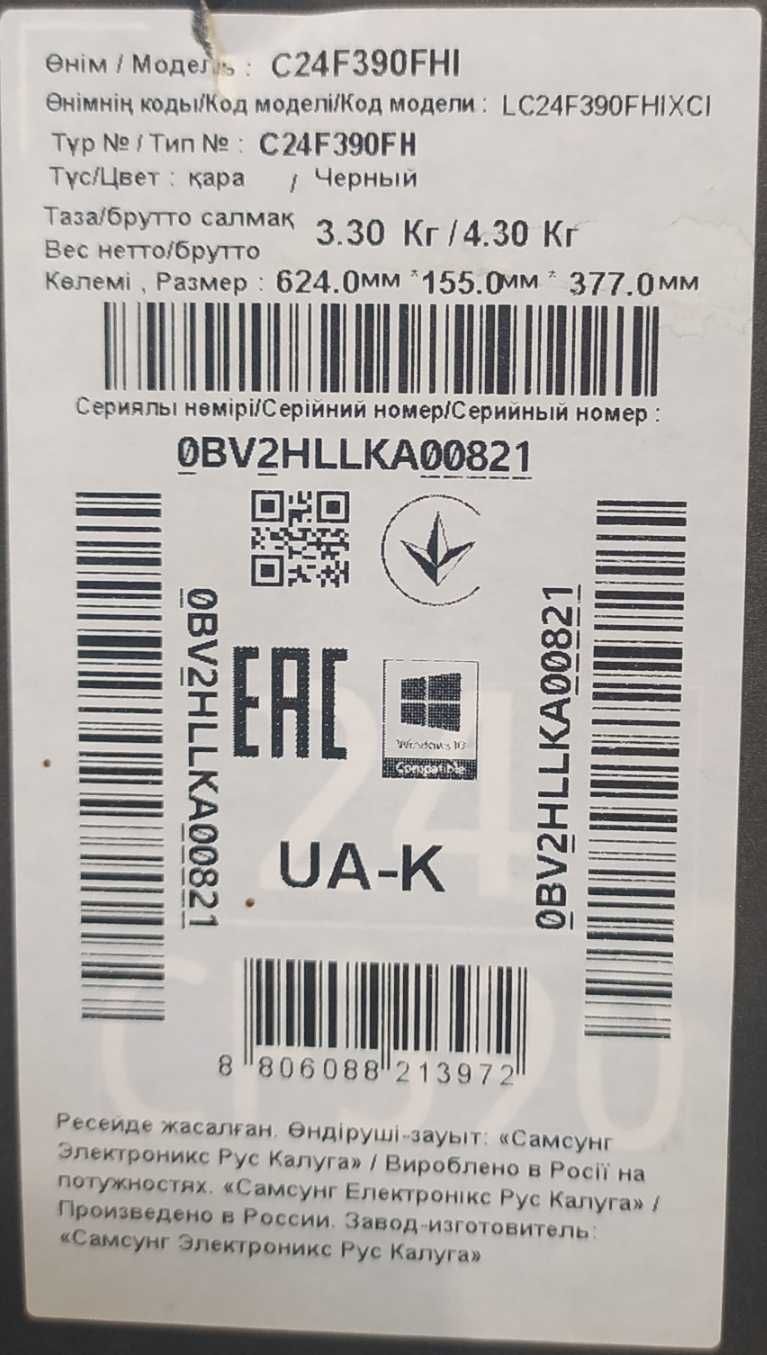 Өнім / Модель : C24F390FHI
Өнімнің коды/Код моделі/Код модели : LC24F390FHIXCI
Түр № / Тип № : C24F390FH
Түс/Цвет : қара / Черный
Таза/брутто салмақ
Вес нетто/брутто 3.30 Кг / 4.30 Кг
Көлемі , Размер : 624.0мм * 155.0мм * 377.0мм
Сериялы нөмірі/Серійний номер/Серийный номер :
0BV2HLLKA00821
0BV2HLLKA00821
0BV2HLLKA00821
EAC
Windows 10
Compatible
UA-K
8 806088 213972
Ресейде жасалған. Өндіруші-зауыт: «Самсунг
Электроникс Рус Калуга» / Вироблено в Росії на
потужностях. «Самсунг Електронікс Рус Калуга» /
Произведено в России. Завод-изготовитель:
«Самсунг Электроникс Рус Калуга»